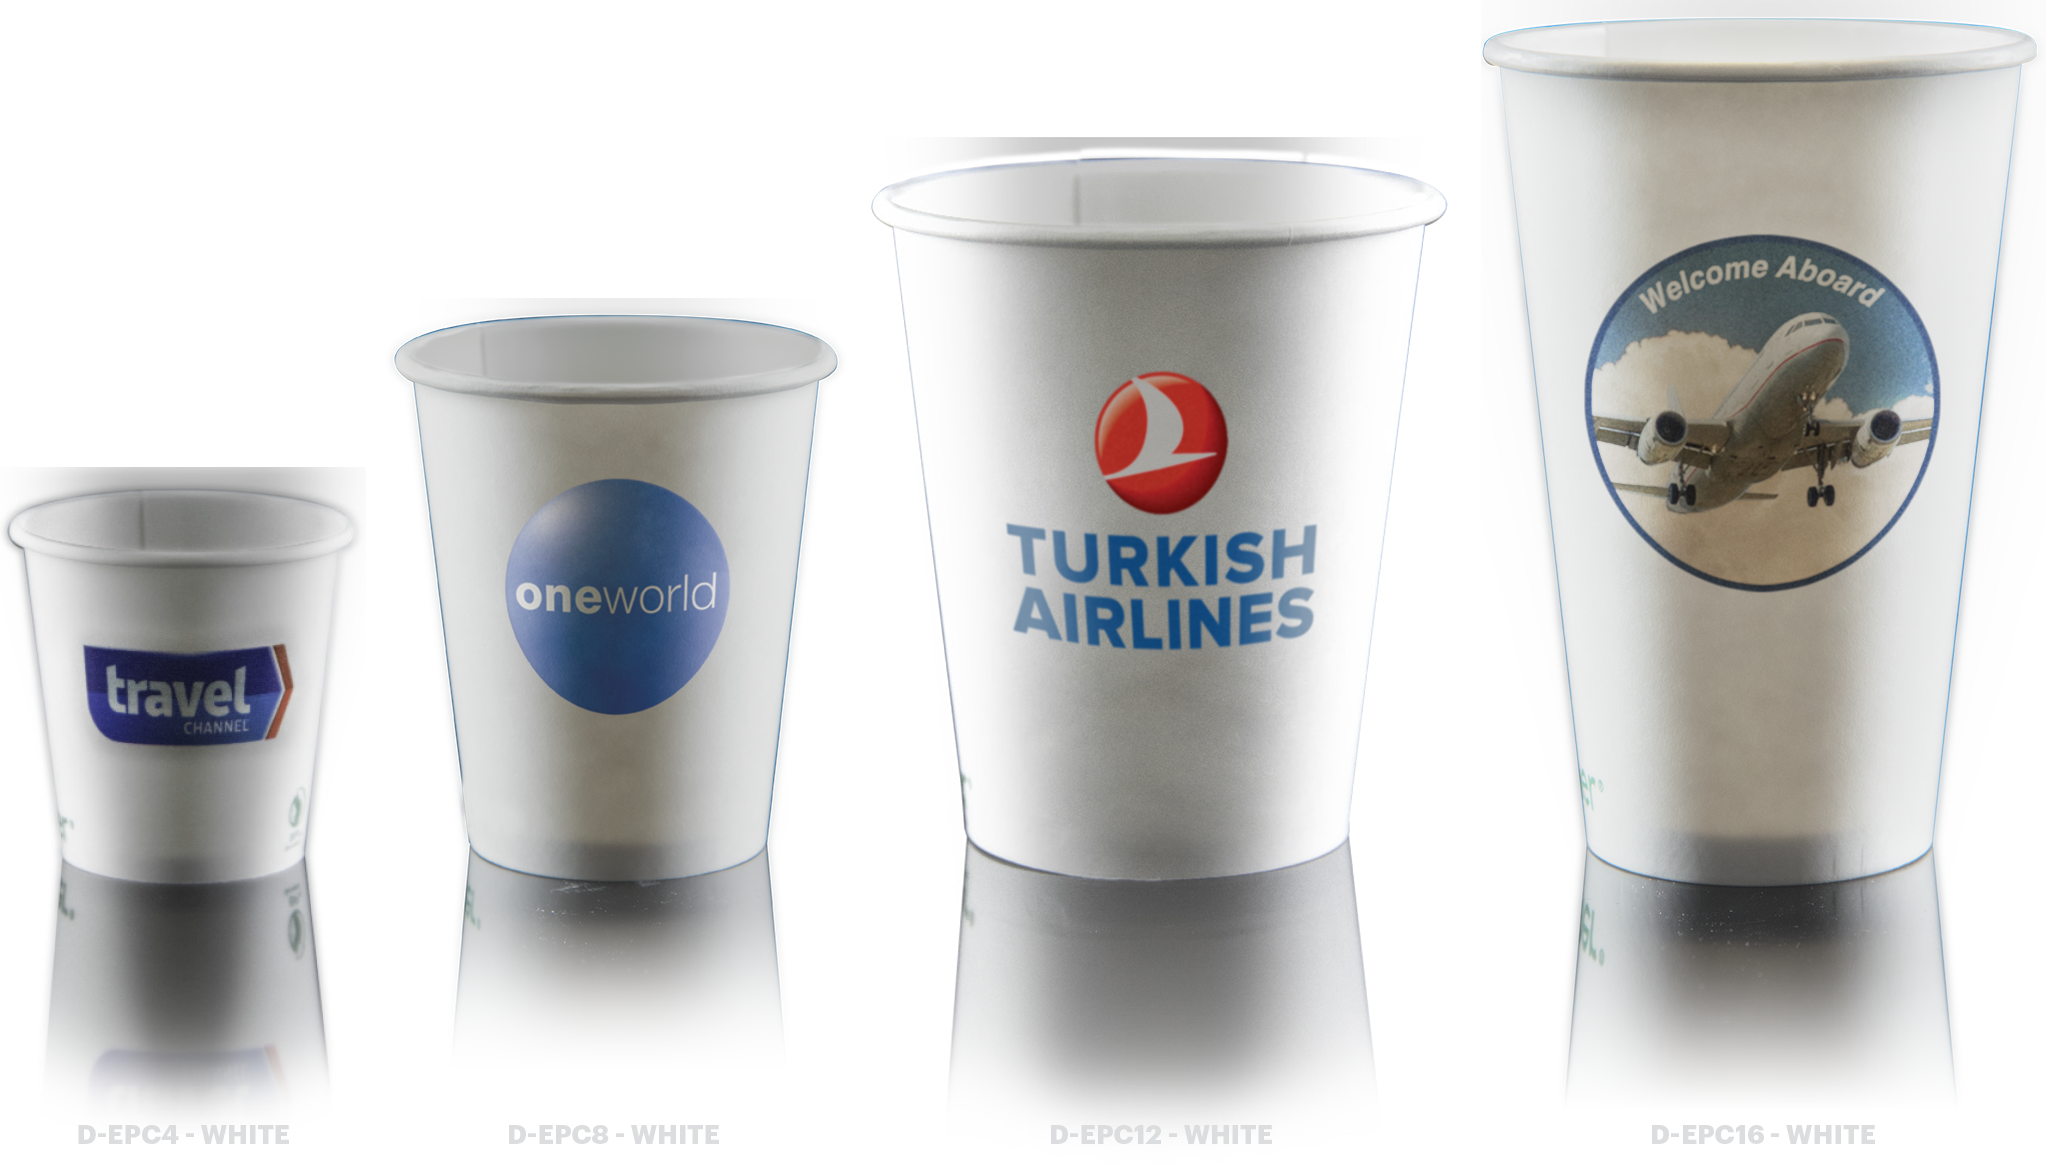 travel
CHANNEL
D-EPC4 - WHITE
oneworld
D-EPC8 - WHITE
TURKISH
AIRLINES
D-EPC12 - WHITE
Welcome Aboard
D-EPC16 - WHITE